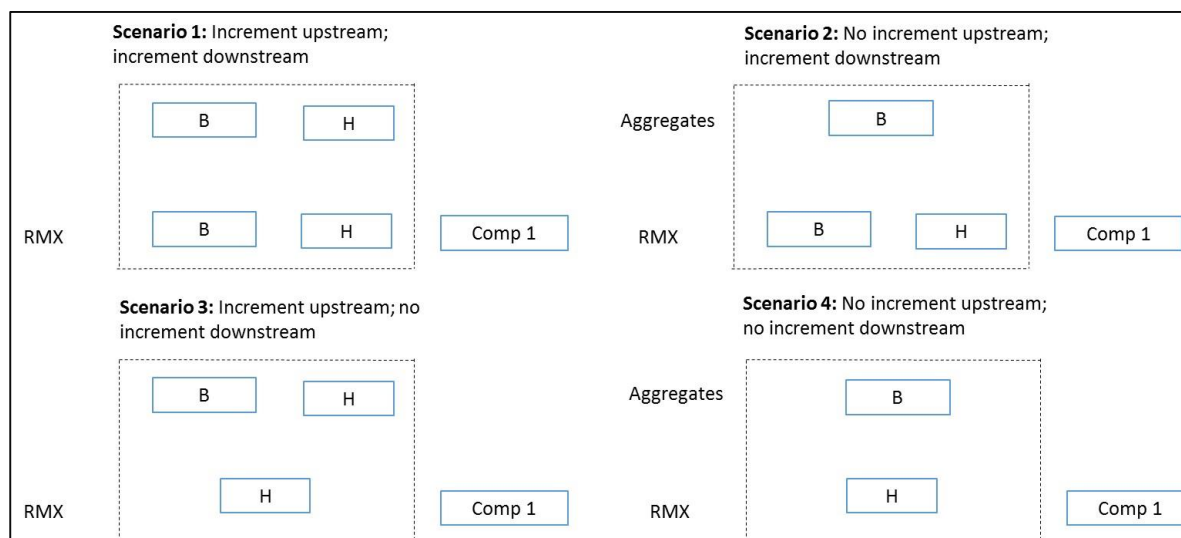 Scenario 1: Increment upstream;
increment downstream
B H
RMX B H Comp 1
Scenario 2: No increment upstream;
increment downstream
Aggregates B
RMX B H Comp 1
Scenario 3: Increment upstream; no
increment downstream
B H
RMX H Comp 1
Scenario 4: No increment upstream;
no increment downstream
Aggregates B
RMX H Comp 1